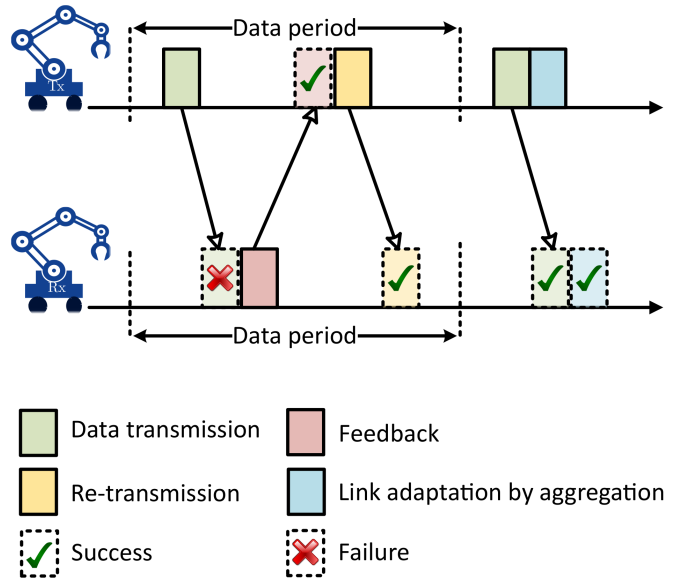 Data period
Tx
Rx
Data period
Data transmission
Feedback
Re-transmission
Link adaptation by aggregation
Success
Failure